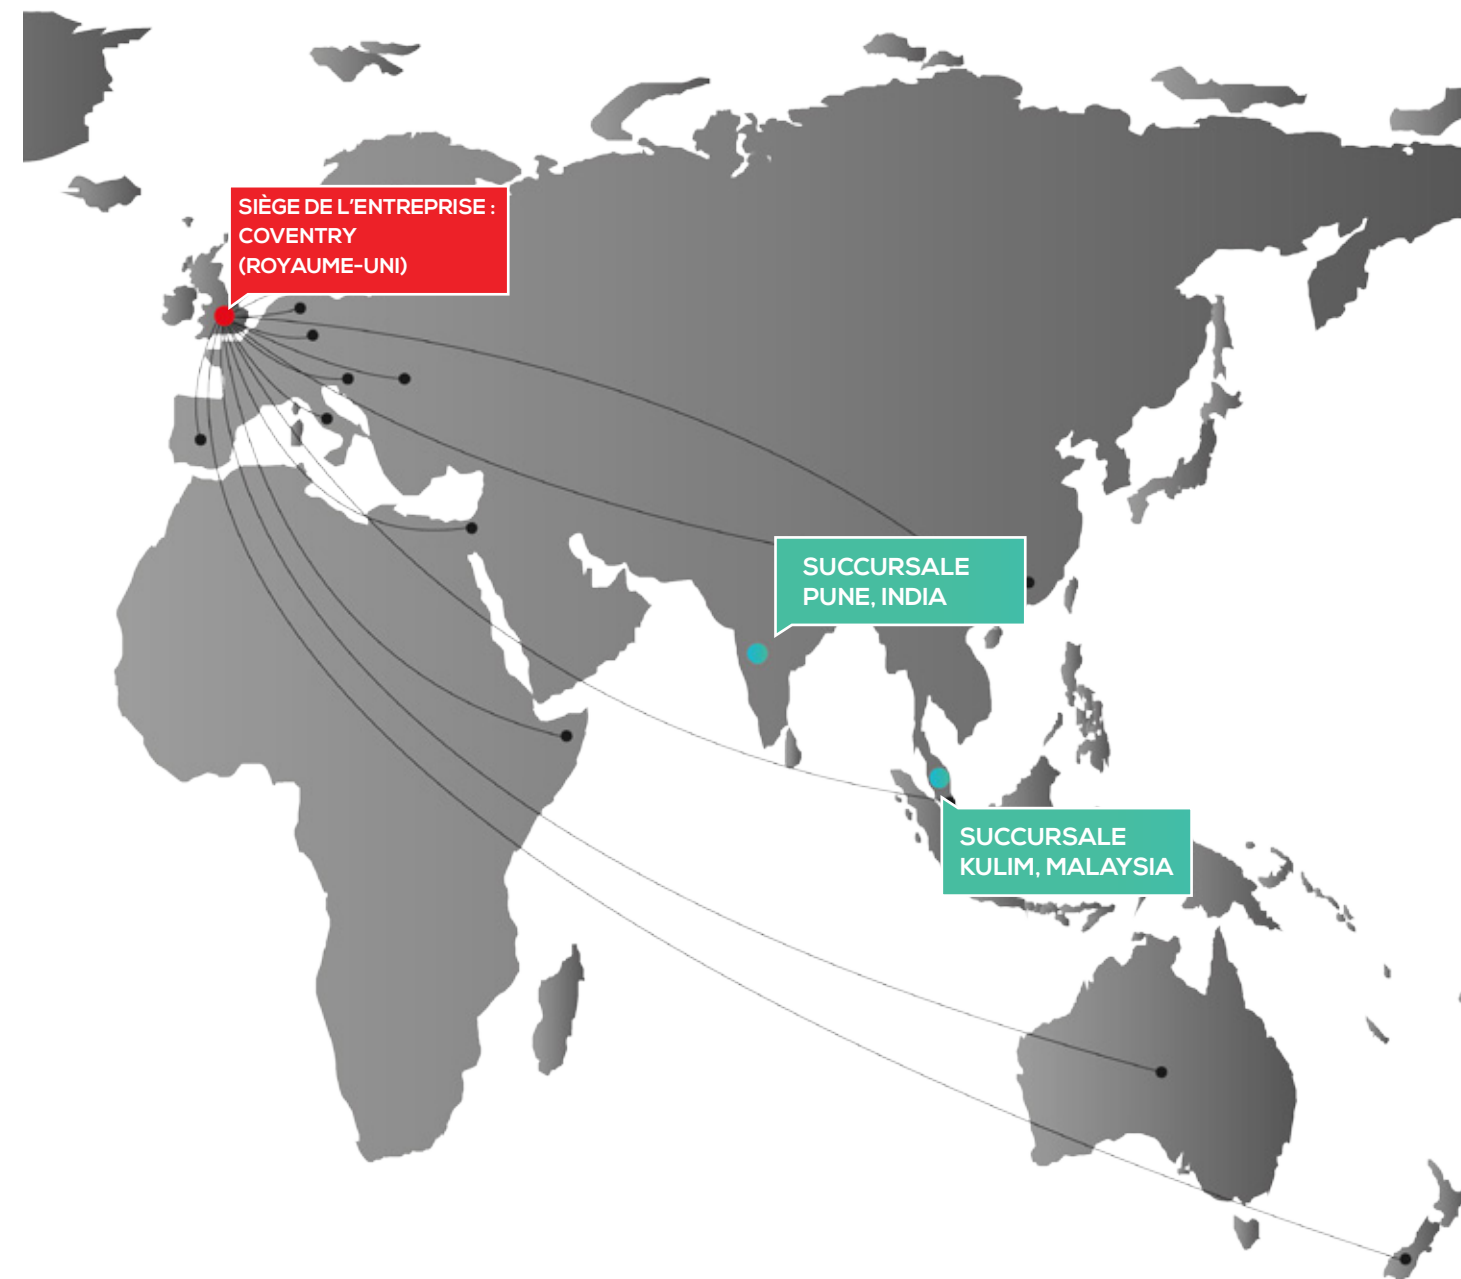 SIÈGE DE L’ENTREPRISE :
COVENTRY
(ROYAUME-UNI)
SUCCURSALE
PUNE, INDIA
SUCCURSALE
KULIM, MALAYSIA